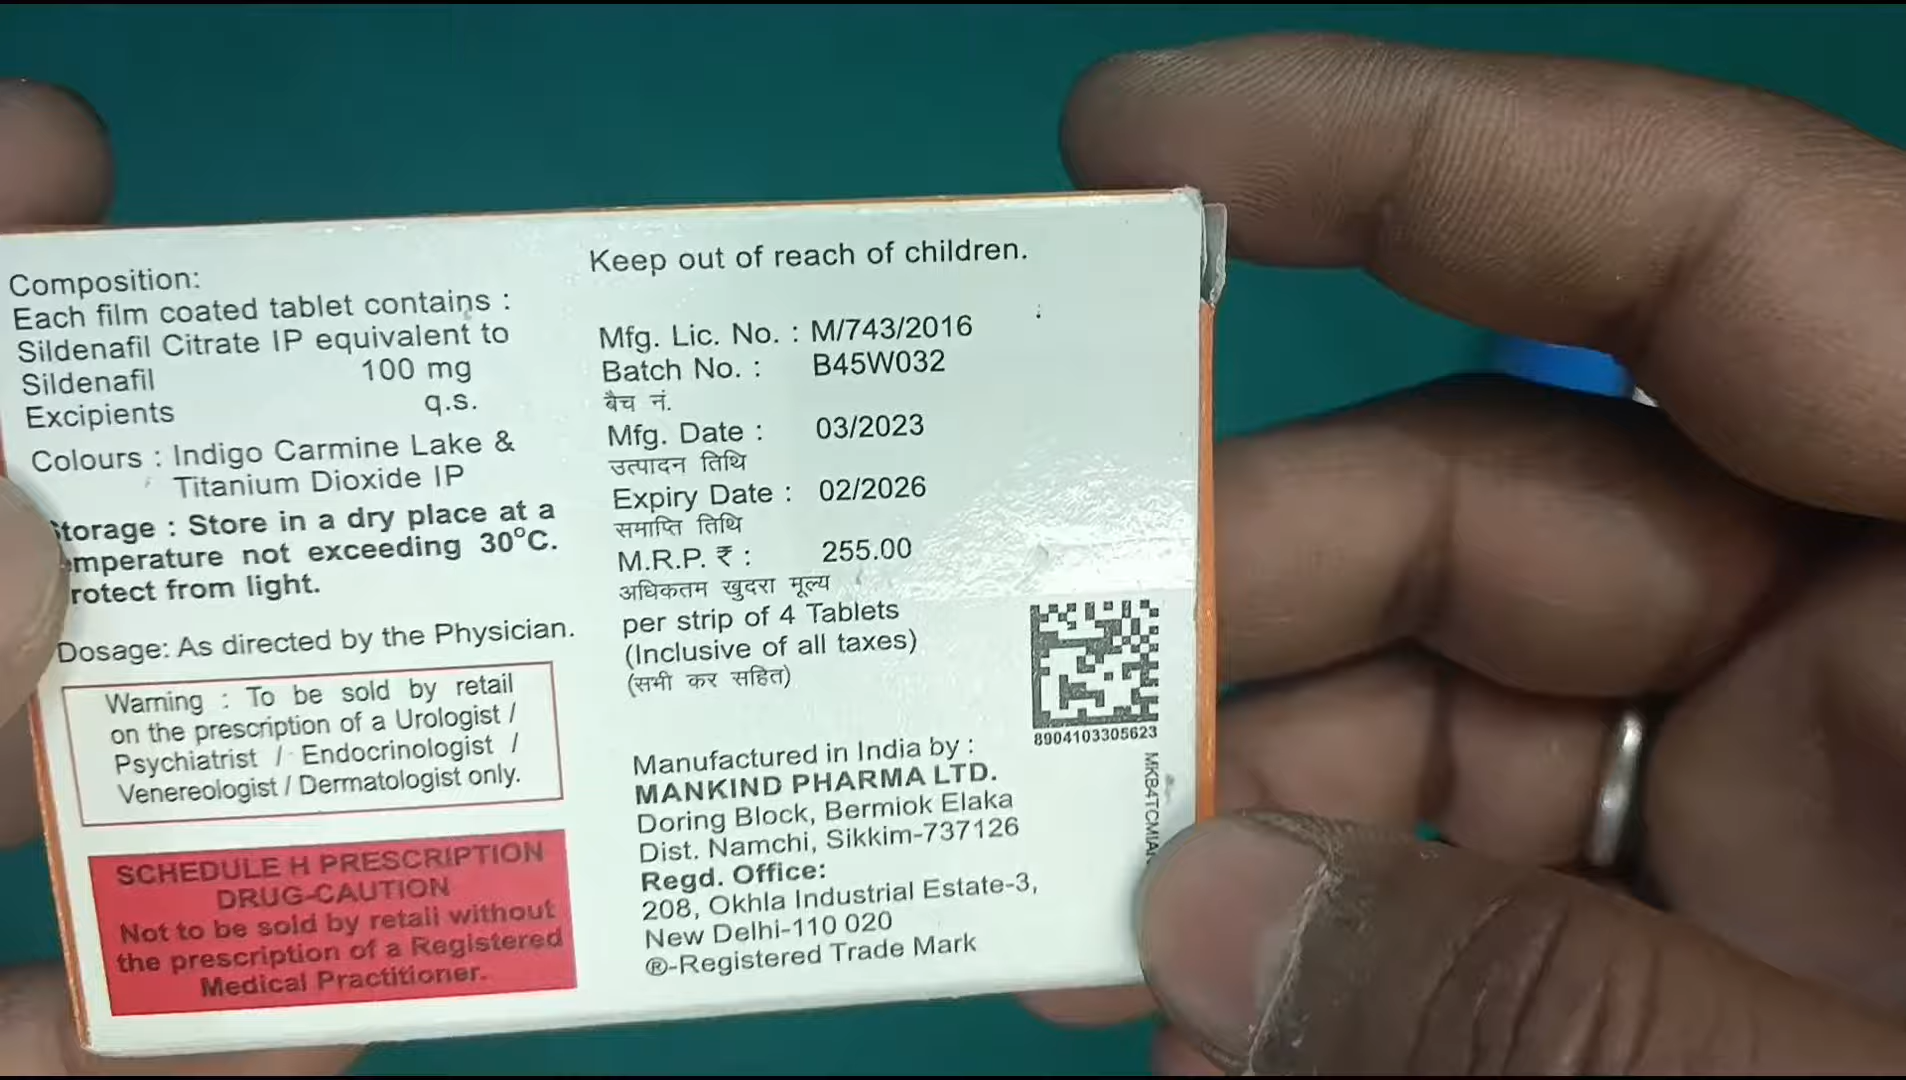 Composition:
Each film coated tablet contains :
Sildenafil Citrate IP equivalent to
Sildenafil 100 mg
Excipients q.s.
Colours : Indigo Carmine Lake &
Titanium Dioxide IP
torage : Store in a dry place at a
mperature not exceeding 30°C.
rotect from light.
Dosage: As directed by the Physician.
Warning : To be sold by retail
on the prescription of a Urologist /
Psychiatrist / Endocrinologist /
Venereologist / Dermatologist only.
SCHEDULE H PRESCRIPTION
DRUG-CAUTION
Not to be sold by retail without
the prescription of a Registered
Medical Practitioner.
Keep out of reach of children.
Mfg. Lic. No. : M/743/2016
Batch No. : B45W032
बैच नं.
Mfg. Date : 03/2023
उत्पादन तिथि
Expiry Date : 02/2026
समाप्ति तिथि
M.R.P. ₹ : 255.00
अधिकतम खुदरा मूल्य
per strip of 4 Tablets
(Inclusive of all taxes)
(सभी कर सहित)
8904103305623
Manufactured in India by :
MANKIND PHARMA LTD.
Doring Block, Bermiok Elaka
Dist. Namchi, Sikkim-737126
Regd. Office:
208, Okhla Industrial Estate-3,
New Delhi-110 020
®-Registered Trade Mark